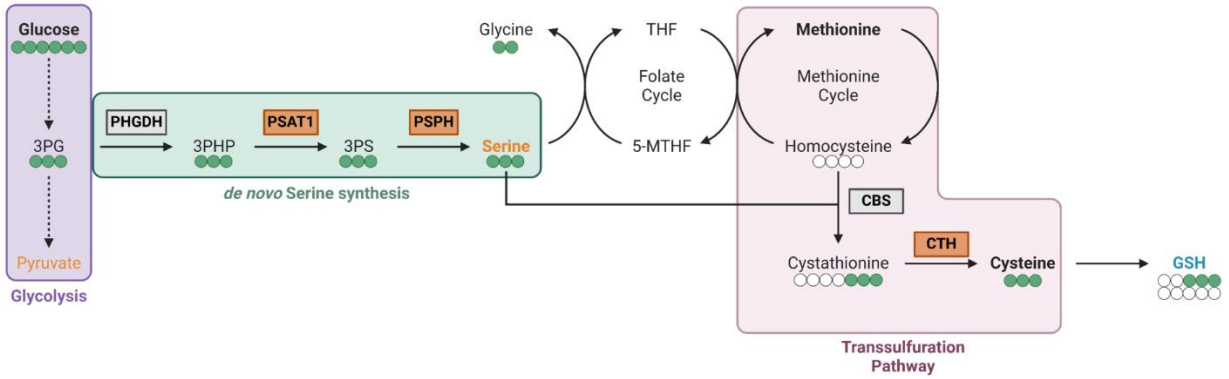 Glucose
Glycine
THF
Methionine
Folate
Cycle
Methionine
Cycle
PHGDH
PSAT1
PSPH
3PG
3PHP
3PS
Serine
5-MTHF
Homocysteine
de novo Serine synthesis
CBS
CTH
Pyruvate
Cystathionine
Cysteine
GSH
Glycolysis
Transsulfuration
Pathway